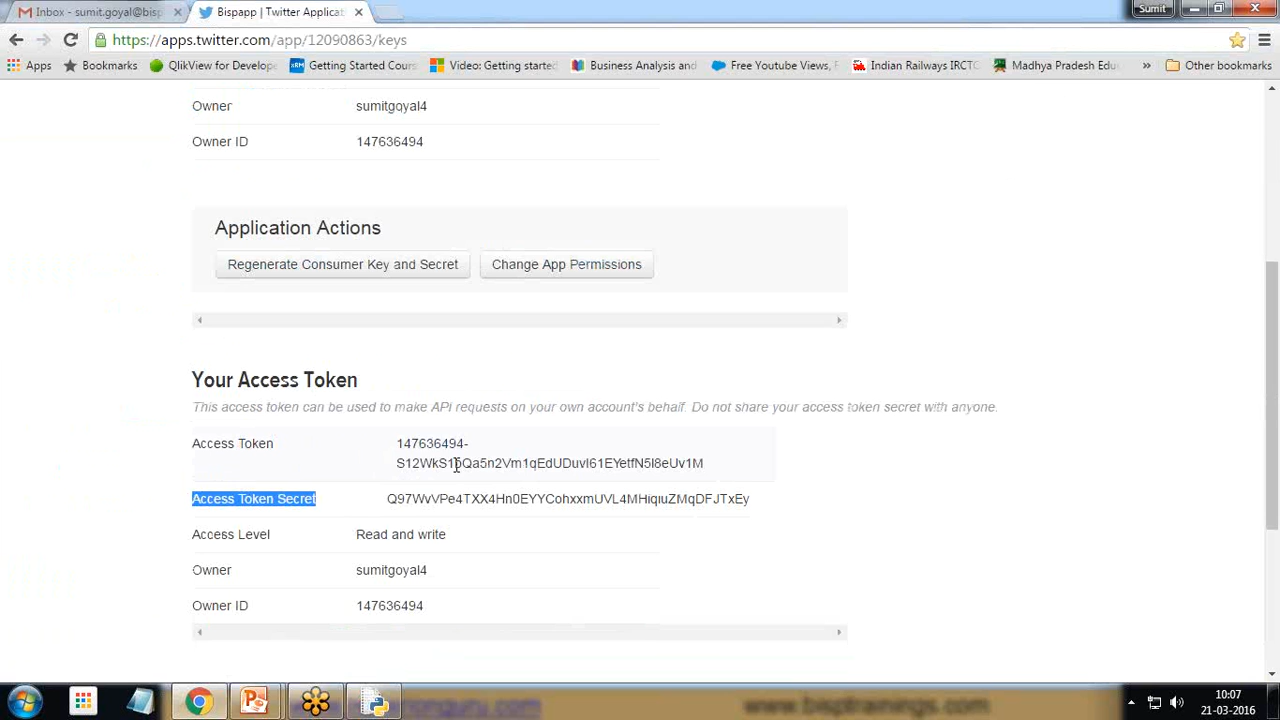 Inbox - sumit.goyal@bisp
Bispapp | Twitter Applicat
Sumit
https://apps.twitter.com/app/12090863/keys
Apps
Bookmarks
QlikView for Develope
Getting Started Cours
Video: Getting started
Business Analysis and
Free Youtube Views,
Indian Railways IRCTC
Madhya Pradesh Edu
»
Other bookmarks
Owner sumitgoyal4
Owner ID 147636494
Application Actions
Regenerate Consumer Key and Secret
Change App Permissions
Your Access Token
This access token can be used to make API requests on your own account's behalf. Do not share your access token secret with anyone.
Access Token 147636494-
Access Token Secret
Access Level Read and write
Owner sumitgoyal4
Owner ID 147636494
www.bisptrainings.com
10:07
21-03-2016